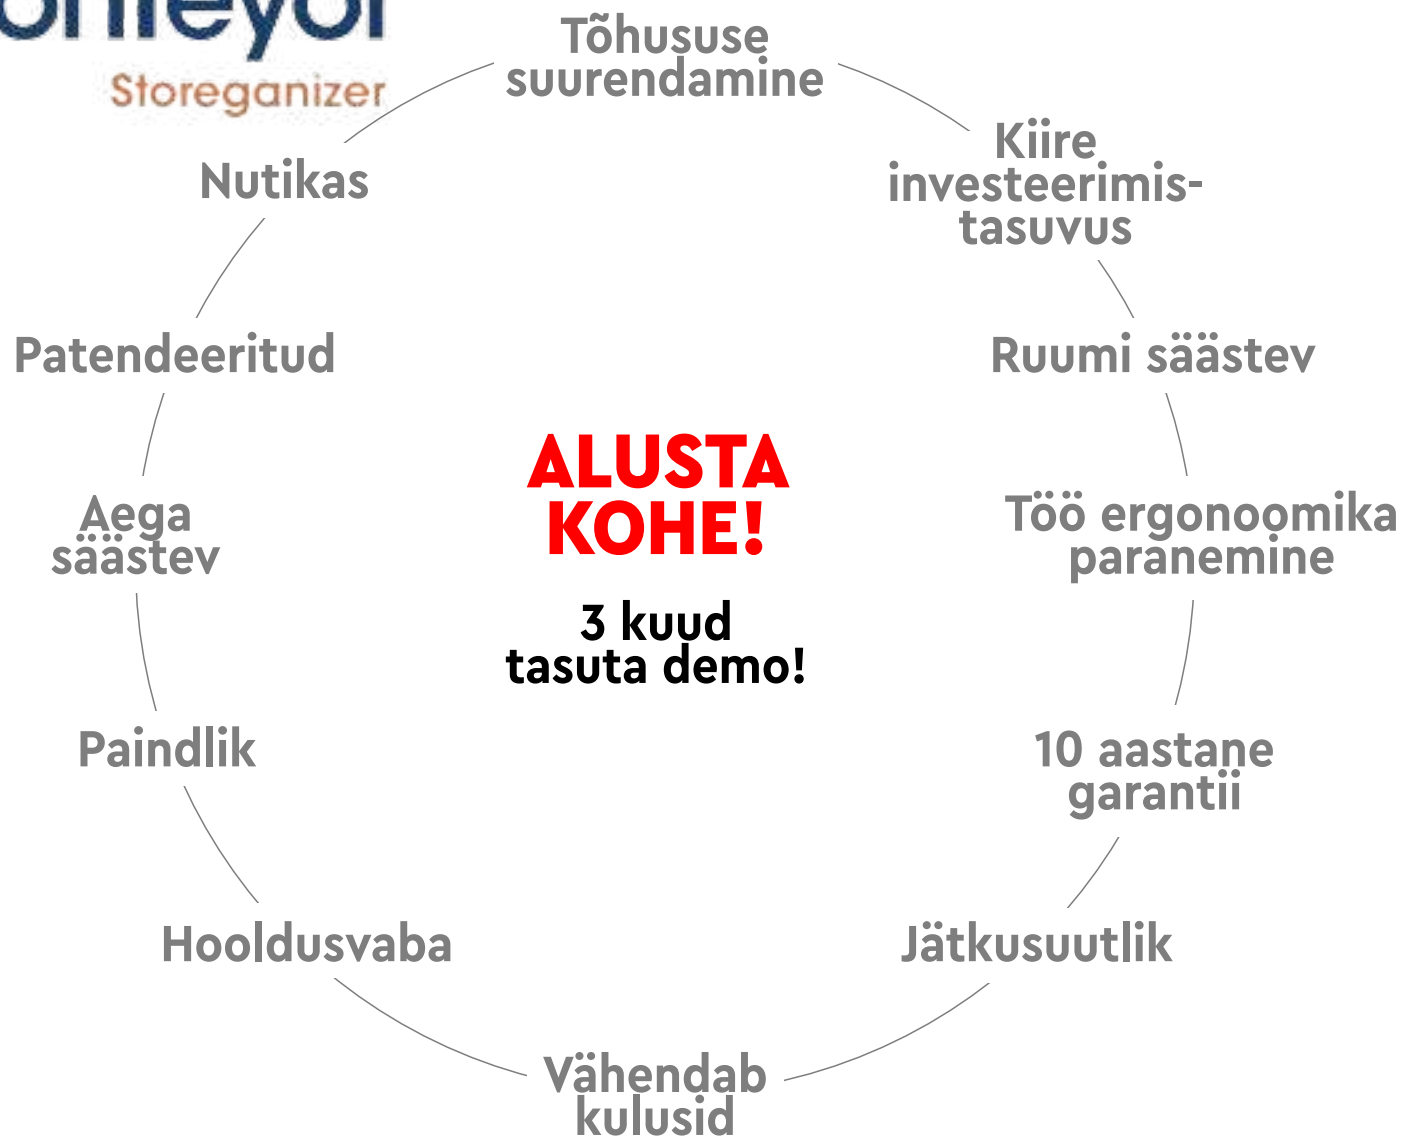 Storeganizer
Tõhususe
suurendamine
Kiire
investeerimis-
tasuvus
Nutikas
Patendeeritud
Ruumi säästev
ALUSTA
KOHE!
Aega
säästev
Töö ergonoomika
paranemine
3 kuud
tasuta demo!
Paindlik
10 aastane
garantii
Hooldusvaba
Jätkusuutlik
Vähendab
kulusid